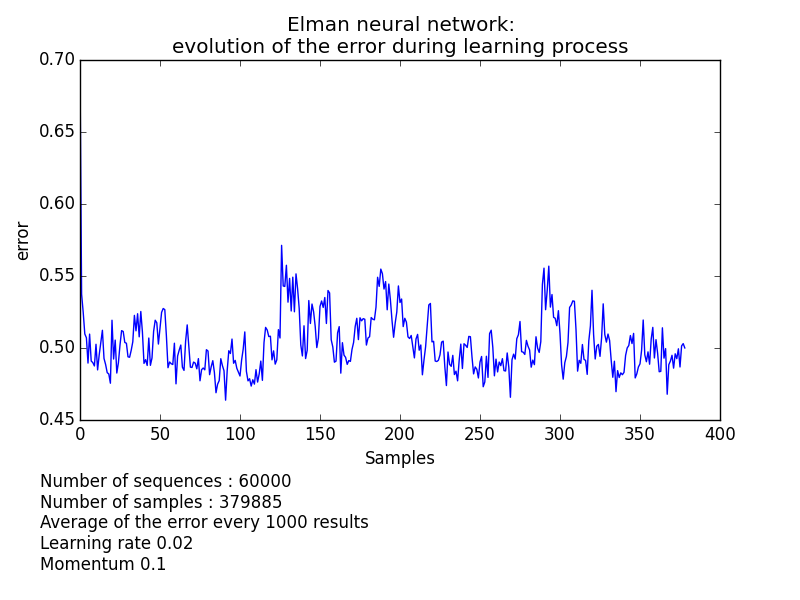 Elman neural network:
evolution of the error during learning process
0.70
0.65
0.60
0.55
0.50
0.45
error
0 50 100 150 200 250 300 350 400
Samples
Number of sequences : 60000
Number of samples : 379885
Average of the error every 1000 results
Learning rate 0.02
Momentum 0.1